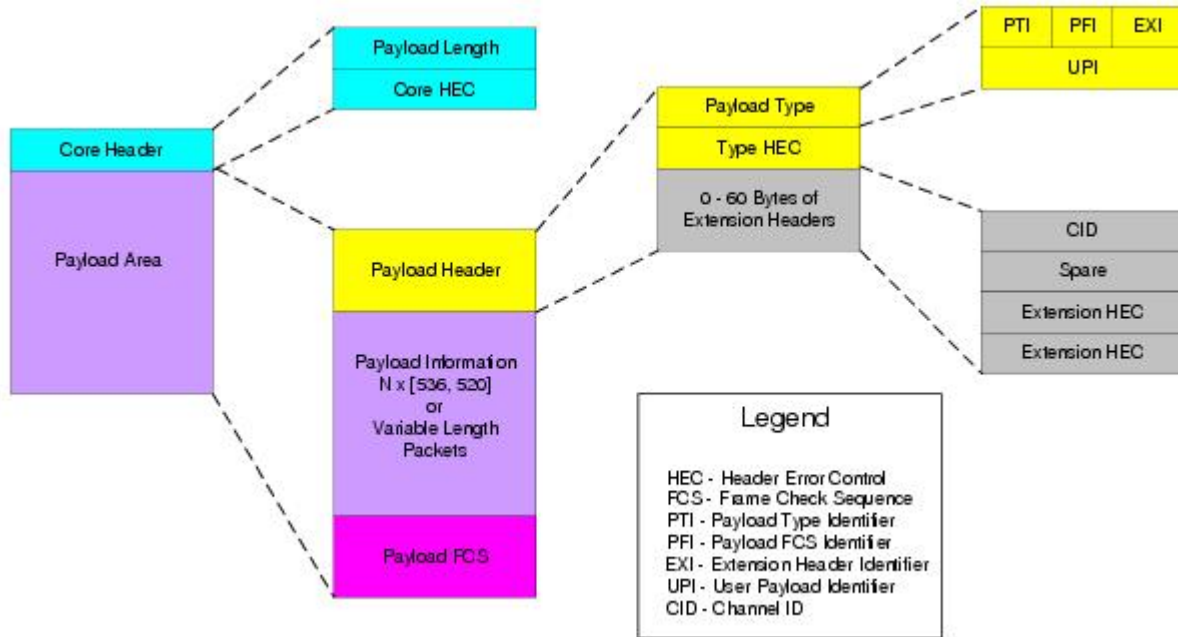 Core Header
Payload Area
Payload Length
Core HEC
Payload Header
Payload Information
N x [536, 520]
or
Variable Length
Packets
Payload FCS
Payload Type
Type HEC
0 - 60 Bytes of
Extension Headers
PTI PFI EXI
UPI
CID
Spare
Extension HEC
Extension HEC
Legend
HEC - Header Error Control
FCS - Frame Check Sequence
PTI - Payload Type Identifier
PFI - Payload FCS Identifier
EXI - Extension Header Identifier
UPI - User Payload Identifier
CID - Channel ID